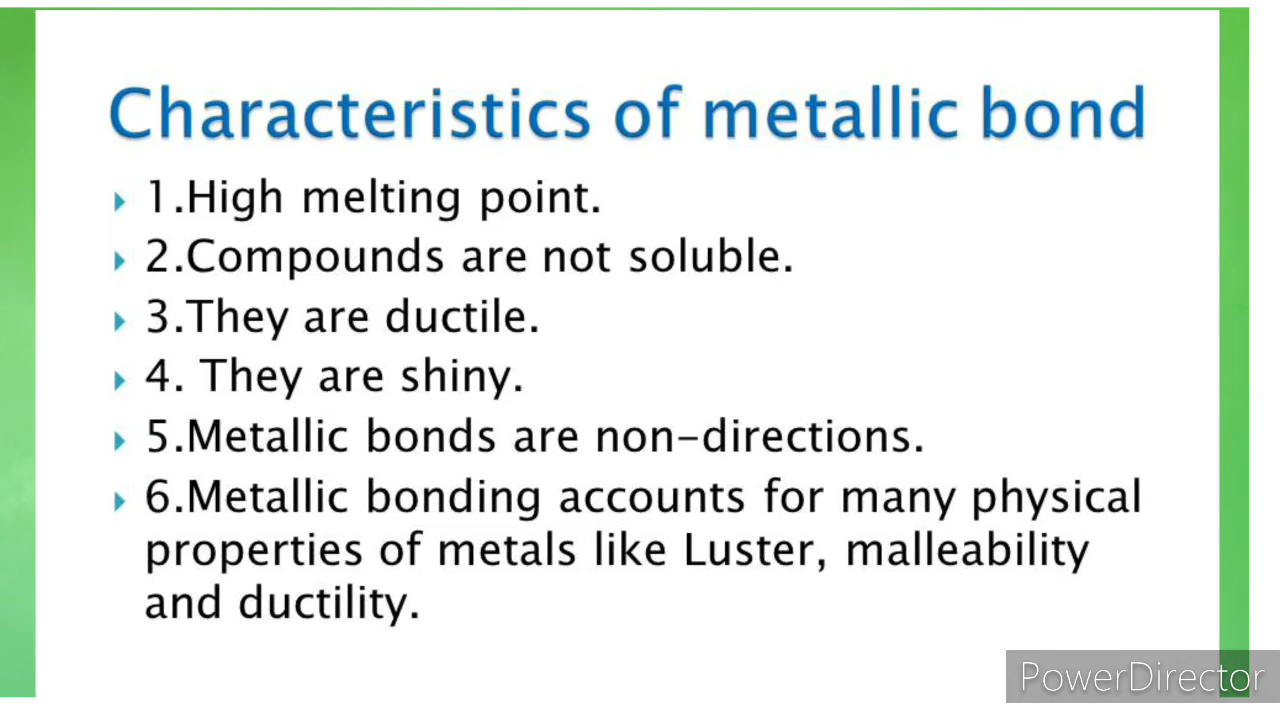 Characteristics of metallic bond
1.High melting point.
2.Compounds are not soluble.
3.They are ductile.
4. They are shiny.
5.Metallic bonds are non-directions.
6.Metallic bonding accounts for many physical
properties of metals like Luster, malleability
and ductility.
PowerDirector